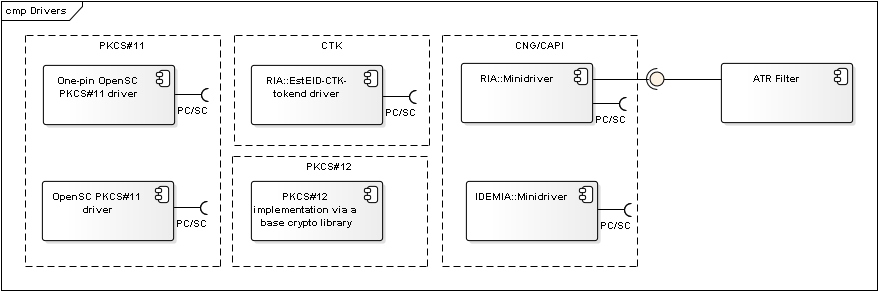 cmp Drivers
PKCS#11
One-pin OpenSC
PKCS#11 driver
PC/SC
OpenSC PKCS#11
driver
PC/SC
CTK
RIA::EstEID-CTK-
tokend driver
PC/SC
PKCS#12
PKCS#12
implementation via a
base crypto library
CNG/CAPI
RIA::Minidriver
PC/SC
IDEMIA::Minidriver
PC/SC
ATR Filter